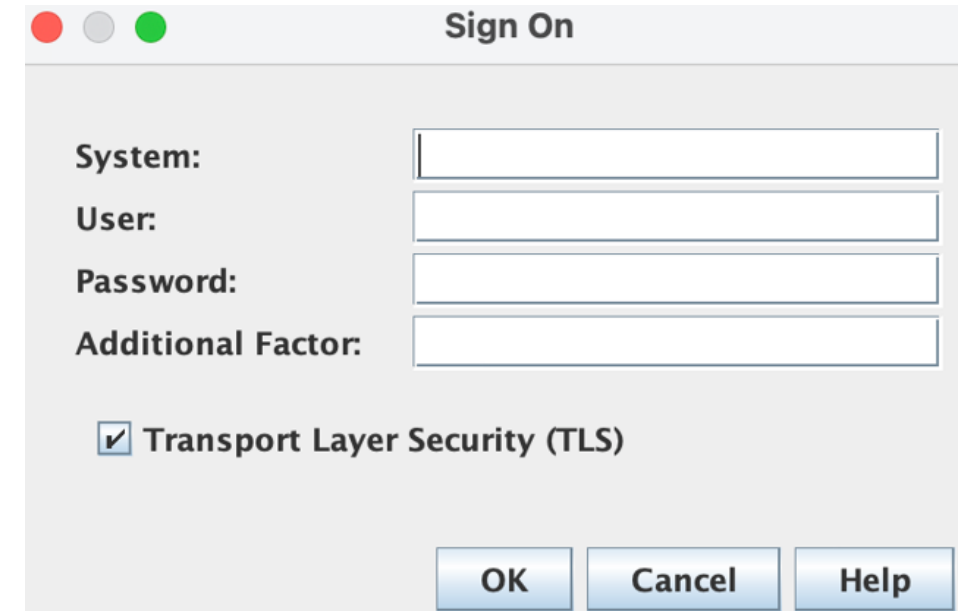 Sign On
System:
User:
Password:
Additional Factor:
Transport Layer Security (TLS)
OK Cancel Help